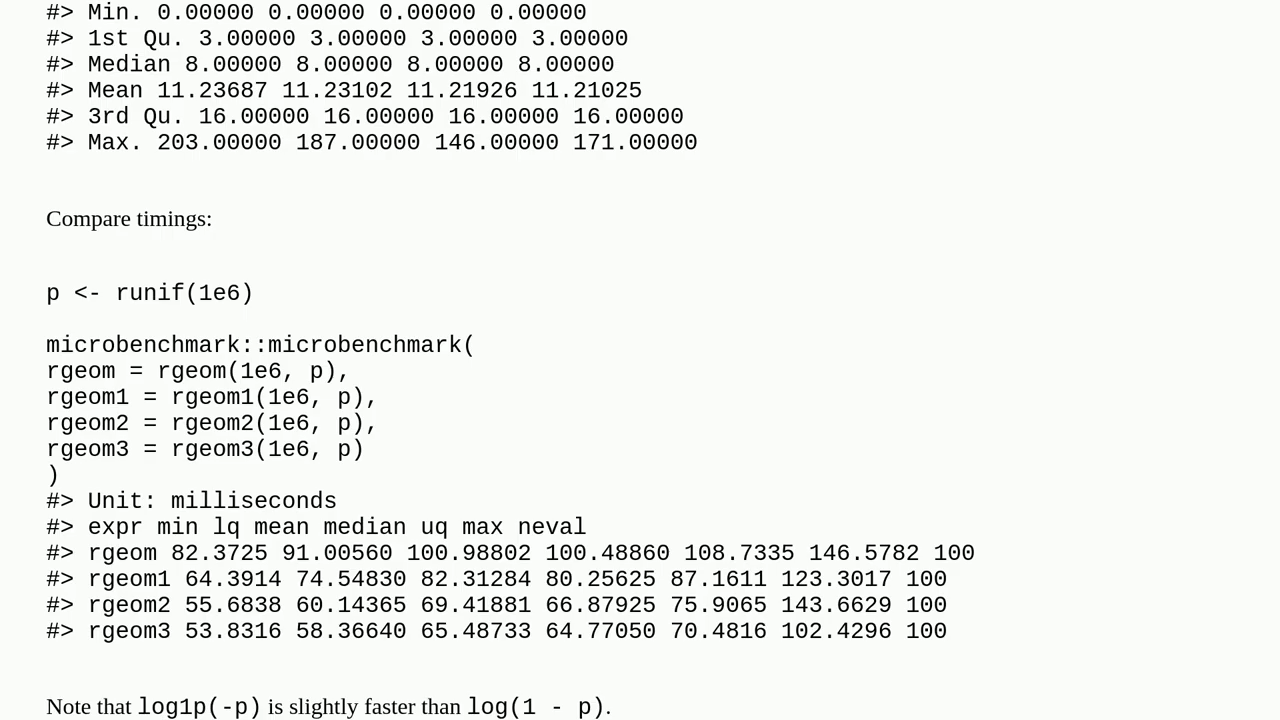 #> Min. 0.00000 0.00000 0.00000 0.00000
#> 1st Qu. 3.00000 3.00000 3.00000 3.00000
#> Median 8.00000 8.00000 8.00000 8.00000
#> Mean 11.23687 11.23102 11.21926 11.21025
#> 3rd Qu. 16.00000 16.00000 16.00000 16.00000
#> Max. 203.00000 187.00000 146.00000 171.00000
Compare timings:
p <- runif(1e6)
microbenchmark::microbenchmark(
rgeom = rgeom(1e6, p),
rgeom1 = rgeom1(1e6, p),
rgeom2 = rgeom2(1e6, p),
rgeom3 = rgeom3(1e6, p)
)
#> Unit: milliseconds
#> expr min lq mean median uq max neval
#> rgeom 82.3725 91.00560 100.98802 100.48860 108.7335 146.5782 100
#> rgeom1 64.3914 74.54830 82.31284 80.25625 87.1611 123.3017 100
#> rgeom2 55.6838 60.14365 69.41881 66.87925 75.9065 143.6629 100
#> rgeom3 53.8316 58.36640 65.48733 64.77050 70.4816 102.4296 100
Note that log1p(-p) is slightly faster than log(1 - p).